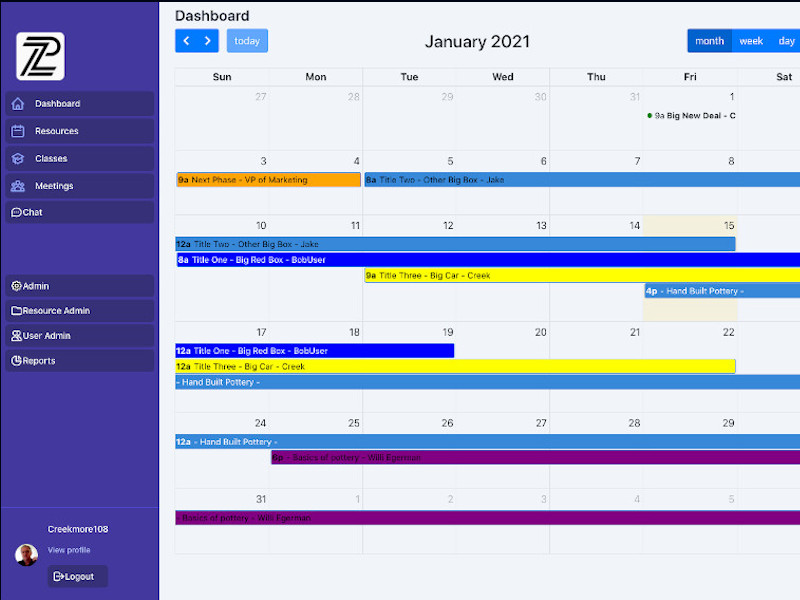 Dashboard
Resources
Classes
Meetings
Chat
Admin
Resource Admin
User Admin
Reports
Creekmore108
View profile
Logout
Dashboard
today
January 2021
month week day
Sun Mon Tue Wed Thu Fri Sat
27 28 29 30 31 1
9a Big New Deal - C
3 4 5 6 7 8
9a Next Phase - VP of Marketing 8a Title Two - Other Big Box - Jake
10 11 12 13 14 15
12a Title Two - Other Big Box - Jake
8a Title One - Big Red Box - BobUser
9a Title Three - Big Car - Creek
4p - Hand Built Pottery -
17 18 19 20 21 22
12a Title One - Big Red Box - BobUser
12a Title Three - Big Car - Creek
- Hand Built Pottery -
24 25 26 27 28 29
12a - Hand Built Pottery -
6p - Basics of pottery - Willi Egerman
31 1 2 3 4 5
- Basics of pottery - Willi Egerman